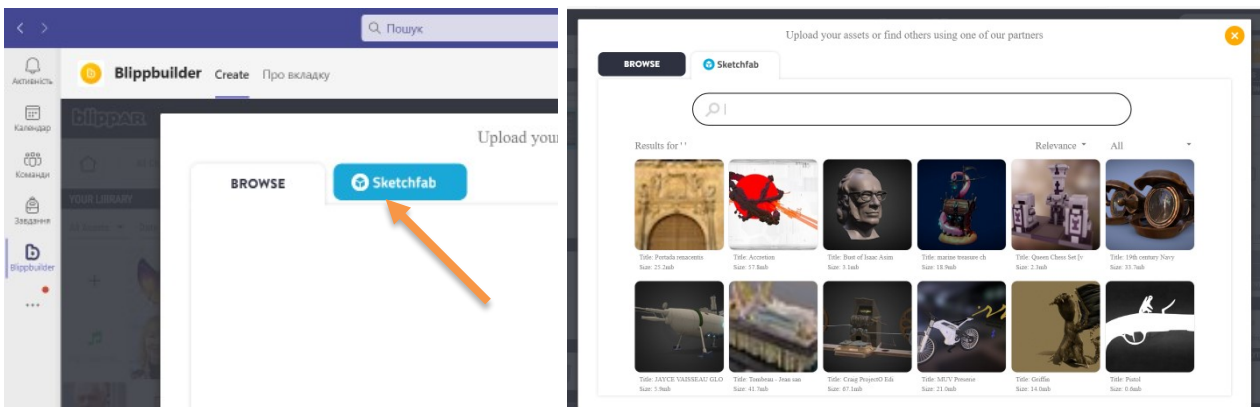 Пошук
Активність
Календар
Команди
Завдання
Blippbuilder
Blippbuilder Create Про вкладку
blippAR
YOUR LIBRARY
Upload your
BROWSE Sketchfab
Upload your assets or find others using one of our partners
BROWSE Sketchfab
Results for ' ' Relevance All
Title: Portada renacentis Title: Accretion Title: Bust of Isaac Asim Title: marine treasure ch Title: Queen Chess Set [v Title: 19th century Navy
Size: 25.2mb Size: 57.8mb Size: 3.1mb Size: 18.9mb Size: 2.3mb Size: 33.7mb
Title: JAYCE VAISSEAU GLO Title: Tombeau - Jean san Title: Craig ProjectO Edi Title: MUV Presene Title: Griffin Title: Pistol
Size: 5.9mb Size: 41.7mb Size: 67.1mb Size: 21.0mb Size: 14.0mb Size: 0.6mb